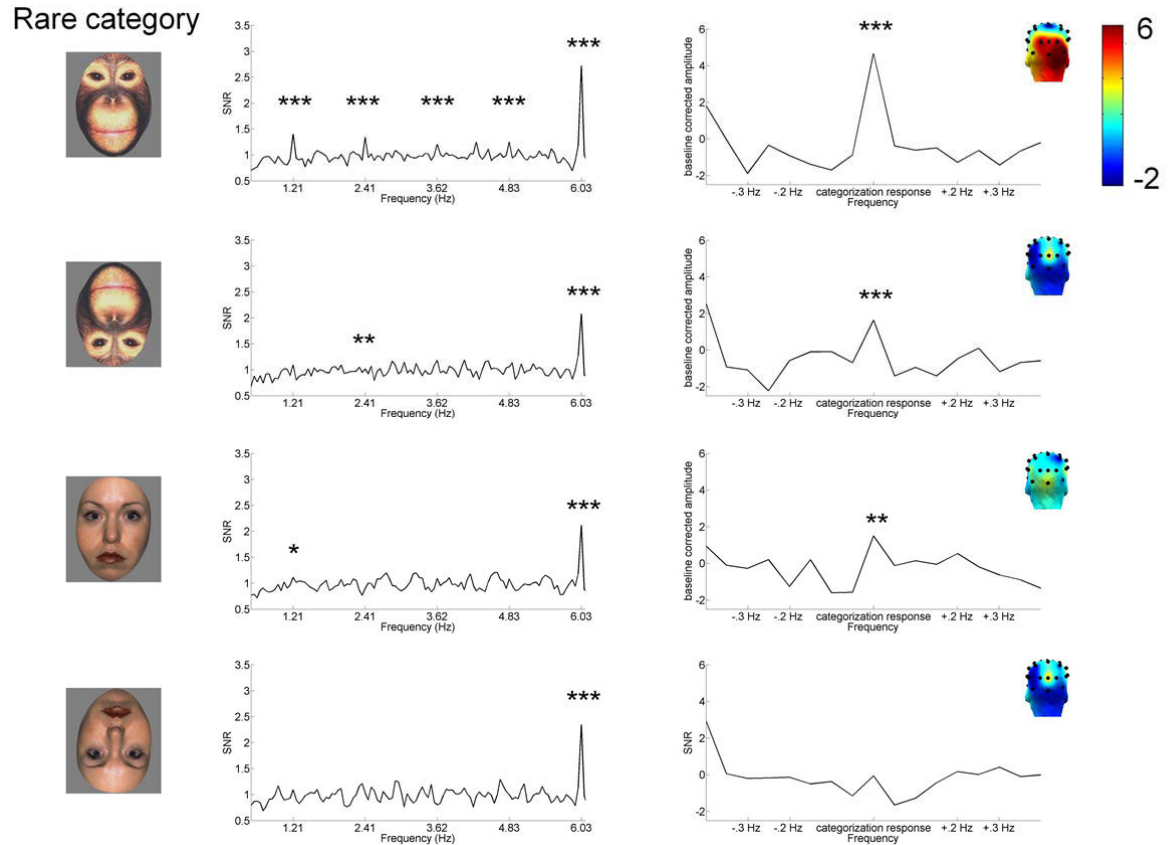 Rare category
3.5
3
2.5
2
1.5
1
0.5
SNR
*** *** *** *** ***
1.21 2.41 3.62 4.83 6.03
Frequency (Hz)
6
4
2
0
-2
baseline corrected amplitude
***
-.3 Hz -.2 Hz categorization response +.2 Hz +.3 Hz
Frequency
6
-2
3.5
3
2.5
2
1.5
1
0.5
SNR
** ***
1.21 2.41 3.62 4.83 6.03
Frequency (Hz)
6
4
2
0
-2
baseline corrected amplitude
***
-.3 Hz -.2 Hz categorization response +.2 Hz +.3 Hz
Frequency
3.5
3
2.5
2
1.5
1
0.5
SNR
* ***
1.21 2.41 3.62 4.83 6.03
Frequency (Hz)
6
4
2
0
-2
baseline corrected amplitude
**
-.3 Hz -.2 Hz categorization response +.2 Hz +.3 Hz
Frequency
3.5
3
2.5
2
1.5
1
0.5
SNR
***
1.21 2.41 3.62 4.83 6.03
Frequency (Hz)
6
4
2
0
-2
SNR
-.3 Hz -.2 Hz categorization response +.2 Hz +.3 Hz
Frequency